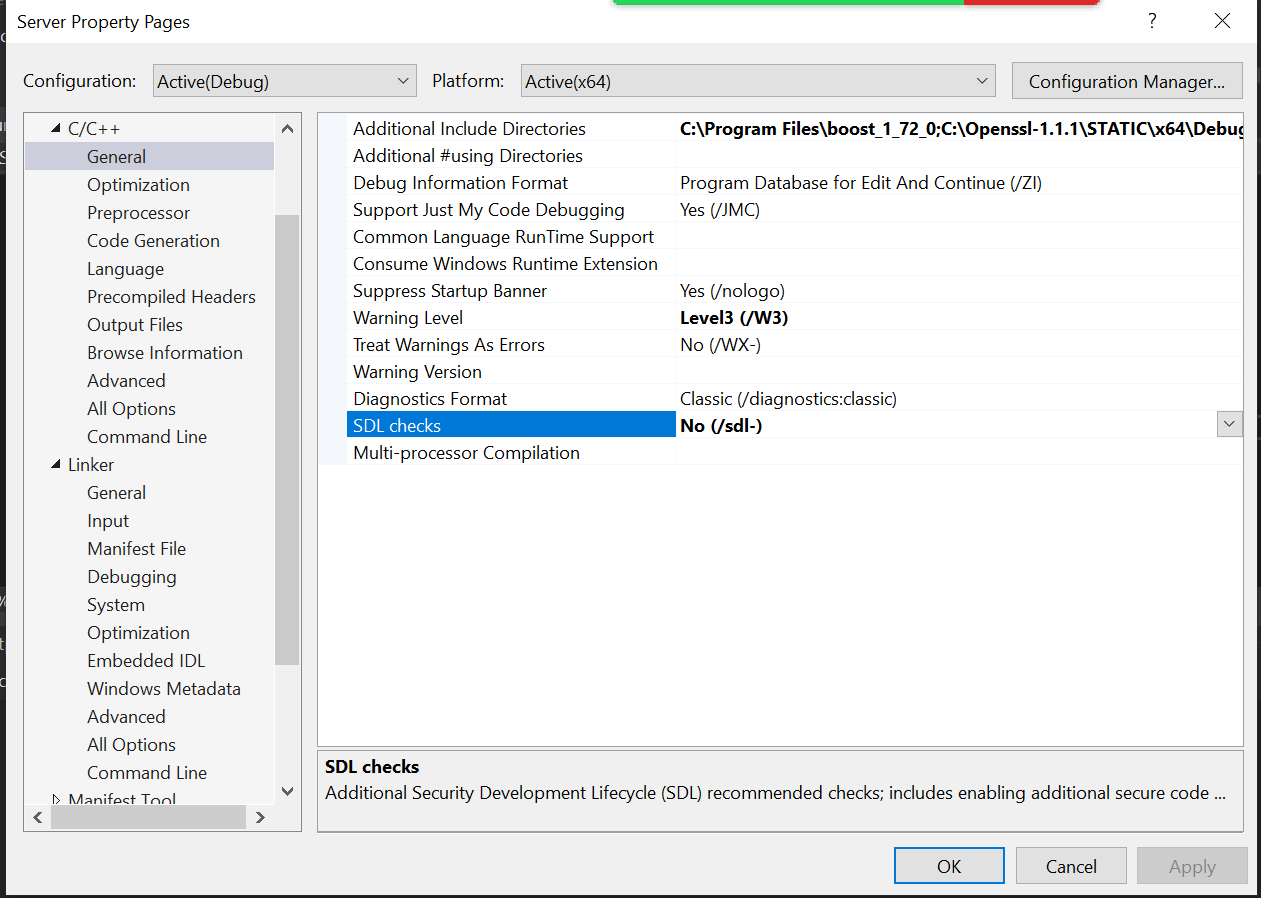 Server Property Pages
?
Configuration: Active(Debug) Platform: Active(x64) Configuration Manager...
C/C++
General
Optimization
Preprocessor
Code Generation
Language
Precompiled Headers
Output Files
Browse Information
Advanced
All Options
Command Line
Linker
General
Input
Manifest File
Debugging
System
Optimization
Embedded IDL
Windows Metadata
Advanced
All Options
Command Line
Manifest Tool
Additional Include Directories C:\Program Files\boost_1_72_0;C:\Openssl-1.1.1\STATIC\x64\Debug
Additional #using Directories
Debug Information Format Program Database for Edit And Continue (/ZI)
Support Just My Code Debugging Yes (/JMC)
Common Language RunTime Support
Consume Windows Runtime Extension
Suppress Startup Banner Yes (/nologo)
Warning Level Level3 (/W3)
Treat Warnings As Errors No (/WX-)
Warning Version
Diagnostics Format Classic (/diagnostics:classic)
SDL checks No (/sdl-)
Multi-processor Compilation
SDL checks
Additional Security Development Lifecycle (SDL) recommended checks; includes enabling additional secure code ...
OK Cancel Apply